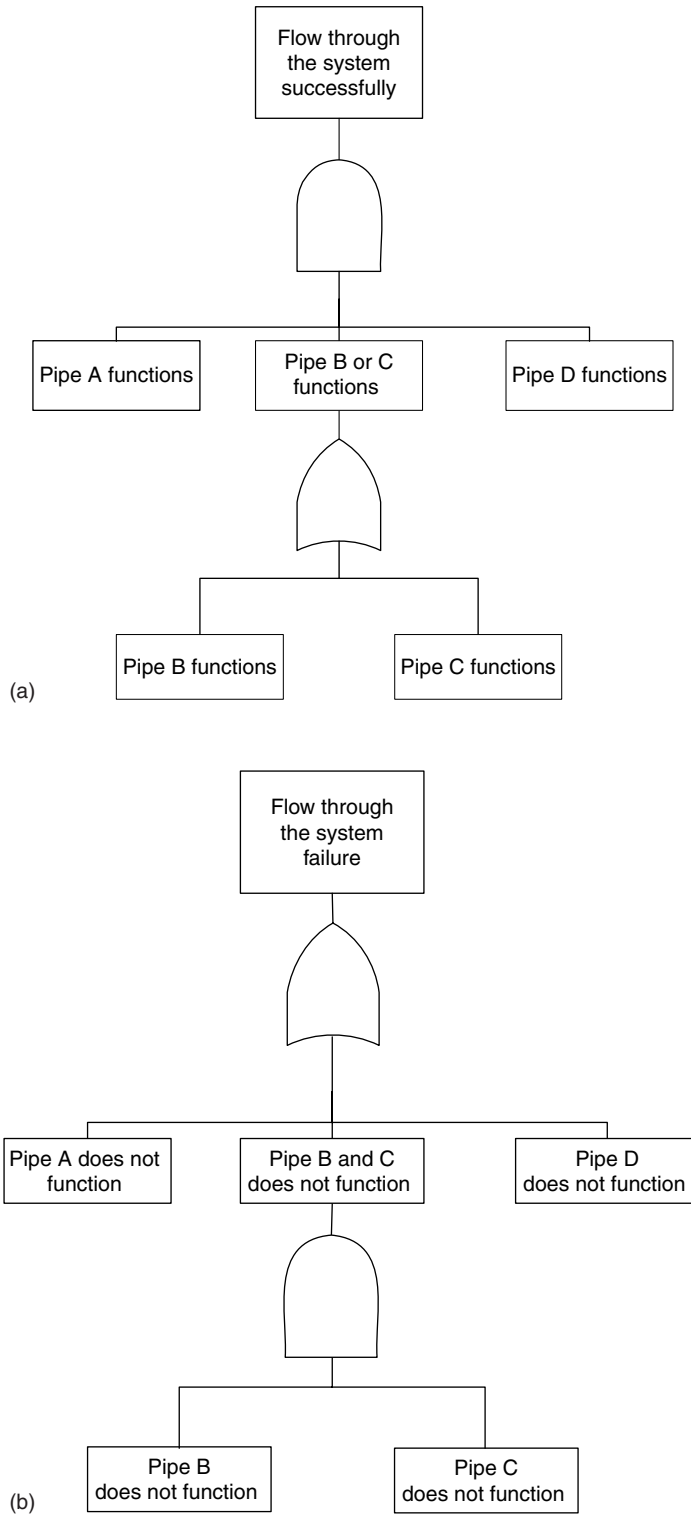 Flow through
the system
successfully
Pipe A functions
Pipe B or C
functions
Pipe D functions
Pipe B functions
Pipe C functions
(a)
Flow through
the system
failure
Pipe A does not
function
Pipe B and C
does not function
Pipe D
does not function
Pipe B
does not function
Pipe C
does not function
(b)